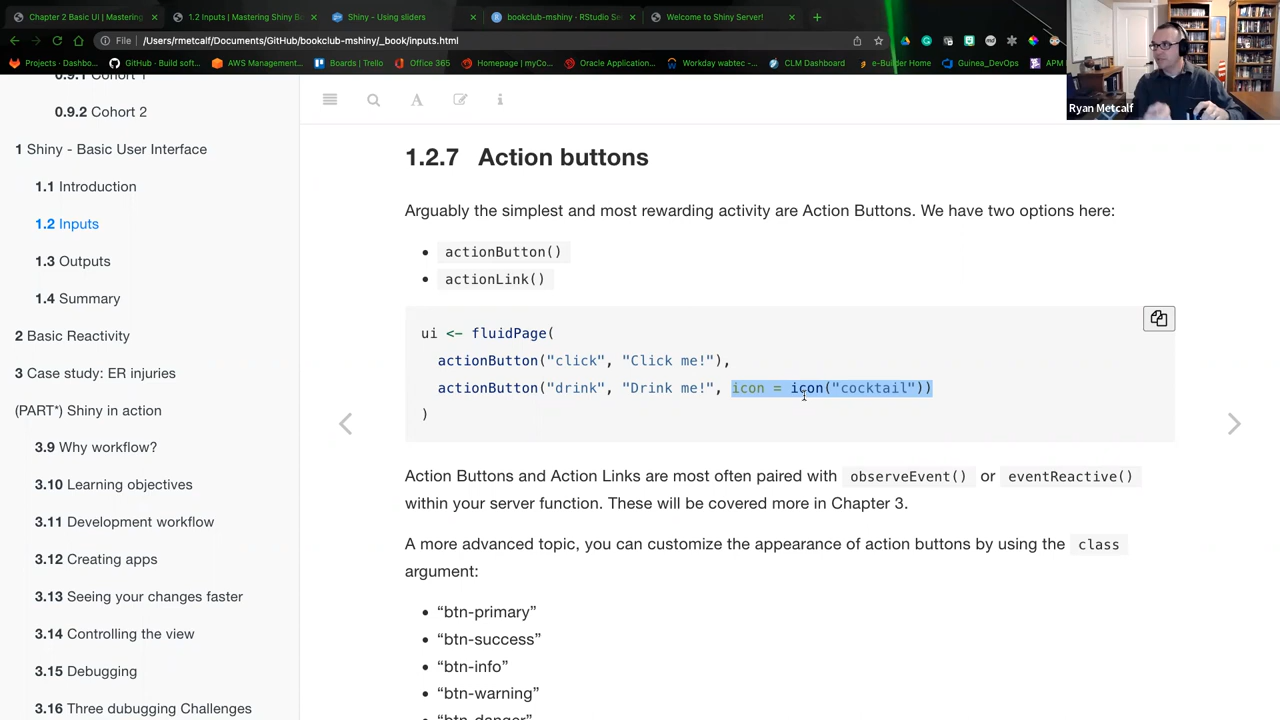 Chapter 2 Basic UI | Mastering
1.2 Inputs | Mastering Shiny B
Shiny - Using sliders
bookclub-mshiny - RStudio Se
Welcome to Shiny Server!
File /Users/rmetcalf/Documents/GitHub/bookclub-mshiny/_book/inputs.html
Projects · Dashbo...
GitHub · Build soft...
AWS Management...
Boards | Trello
Office 365
Homepage | myCo...
Oracle Application...
Workday wabtec -...
CLM Dashboard
e-Builder Home
Guinea_DevOps
APM
Ryan Metcalf
0.9.1 Cohort 1
0.9.2 Cohort 2
1 Shiny - Basic User Interface
1.1 Introduction
1.2 Inputs
1.3 Outputs
1.4 Summary
2 Basic Reactivity
3 Case study: ER injuries
(PART*) Shiny in action
3.9 Why workflow?
3.10 Learning objectives
3.11 Development workflow
3.12 Creating apps
3.13 Seeing your changes faster
3.14 Controlling the view
3.15 Debugging
3.16 Three dubugging Challenges
1.2.7 Action buttons
Arguably the simplest and most rewarding activity are Action Buttons. We have two options here:
actionButton()
actionLink()
ui <- fluidPage(
actionButton("click", "Click me!"),
actionButton("drink", "Drink me!", icon = icon("cocktail"))
)
Action Buttons and Action Links are most often paired with observeEvent() or eventReactive()
within your server function. These will be covered more in Chapter 3.
A more advanced topic, you can customize the appearance of action buttons by using the class
argument:
"btn-primary"
"btn-success"
"btn-info"
"btn-warning"
"btn-danger"